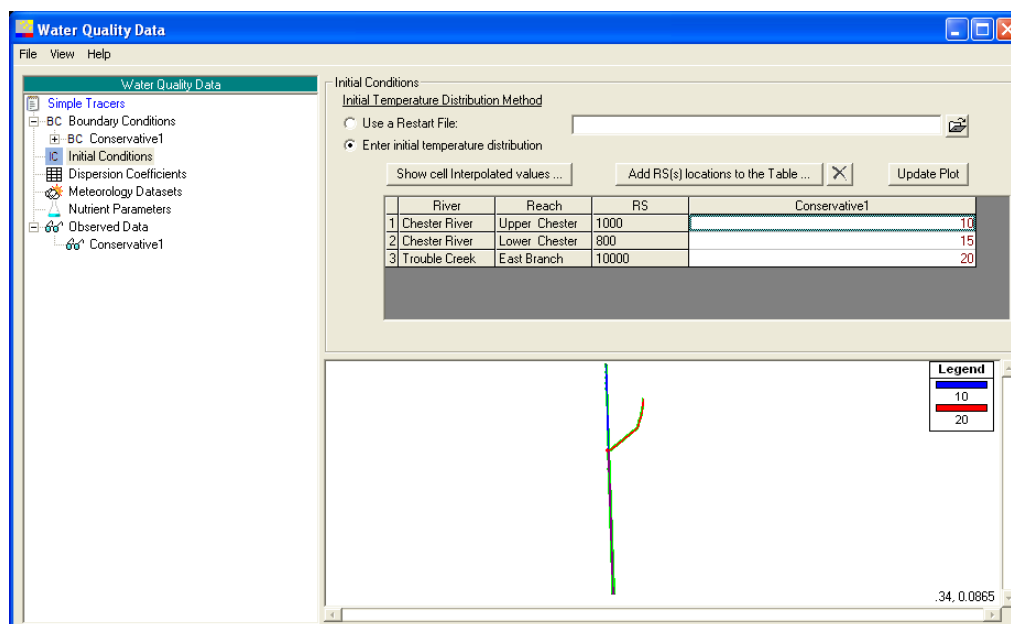 Water Quality Data
File View Help
Water Quality Data
Simple Tracers
BC Boundary Conditions
BC Conservative1
IC Initial Conditions
Dispersion Coefficients
Meteorology Datasets
Nutrient Parameters
Observed Data
Conservative1
Initial Conditions
Initial Temperature Distribution Method
Use a Restart File:
Enter initial temperature distribution
Show cell Interpolated values ... Add RS(s) locations to the Table ... Update Plot
River Reach RS Conservative1
1 Chester River Upper Chester 1000 10
2 Chester River Lower Chester 800 15
3 Trouble Creek East Branch 10000 20
Legend
10
20
.34, 0.0865